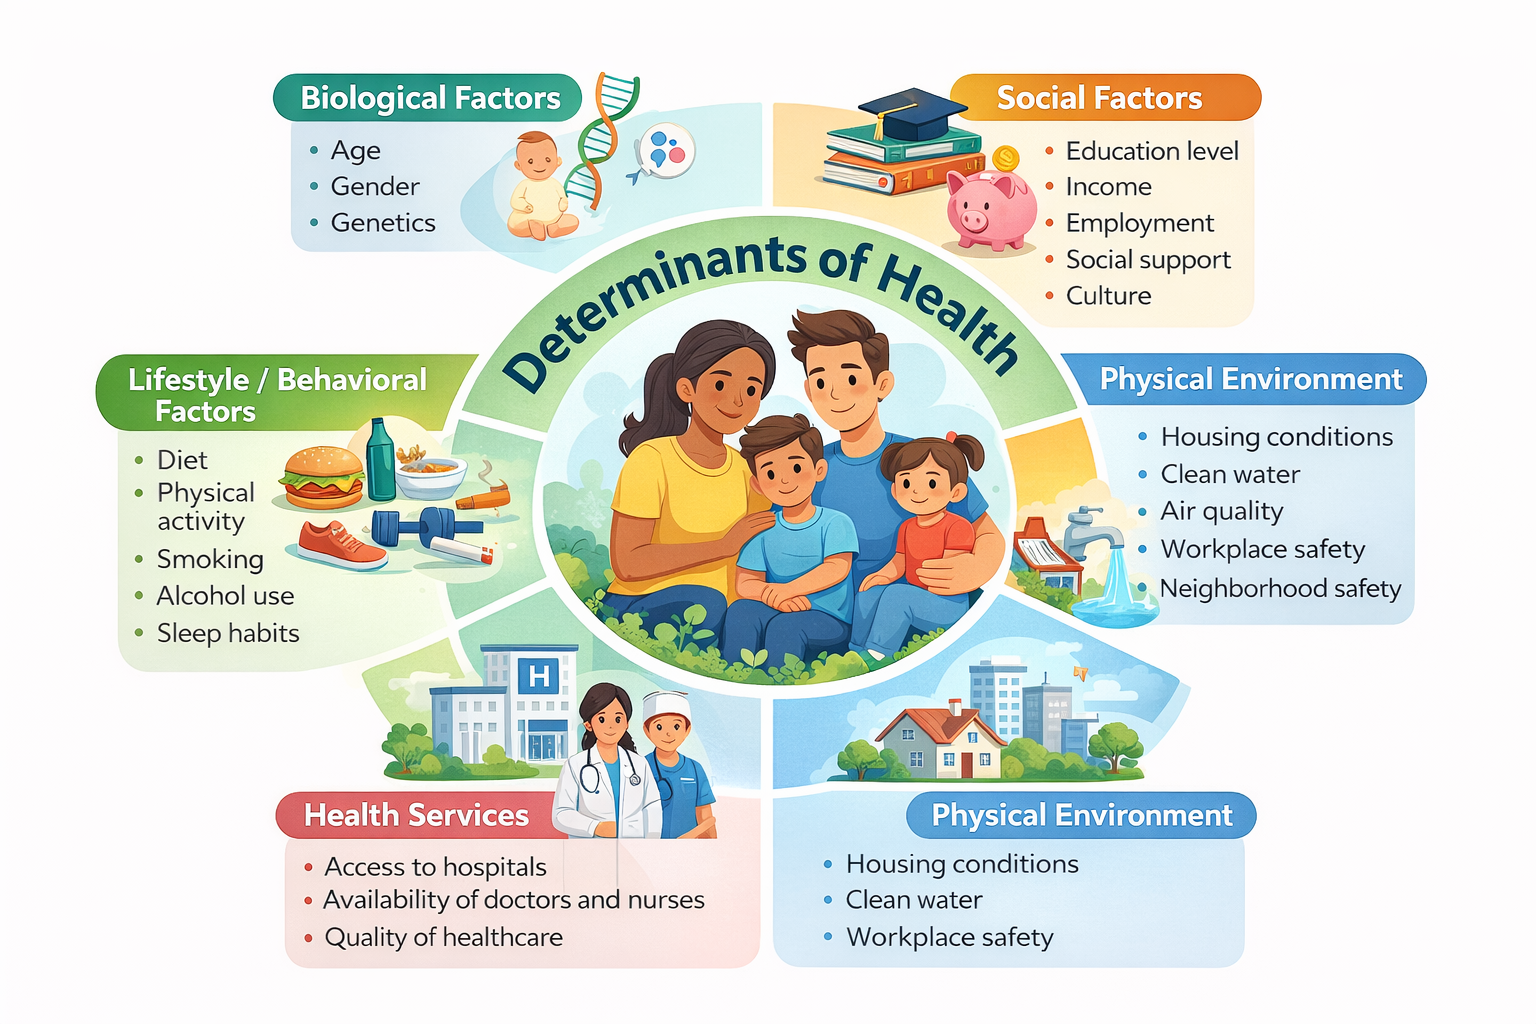 Biological Factors
• Age
• Gender
• Genetics
Social Factors
• Education level
• Income
• Employment
• Social support
• Culture
Determinants of Health
Lifestyle / Behavioral
Factors
• Diet
• Physical
activity
• Smoking
• Alcohol use
• Sleep habits
Physical Environment
• Housing conditions
• Clean water
• Air quality
• Workplace safety
• Neighborhood safety
H
Health Services
• Access to hospitals
• Availability of doctors and nurses
• Quality of healthcare
Physical Environment
• Housing conditions
• Clean water
• Workplace safety